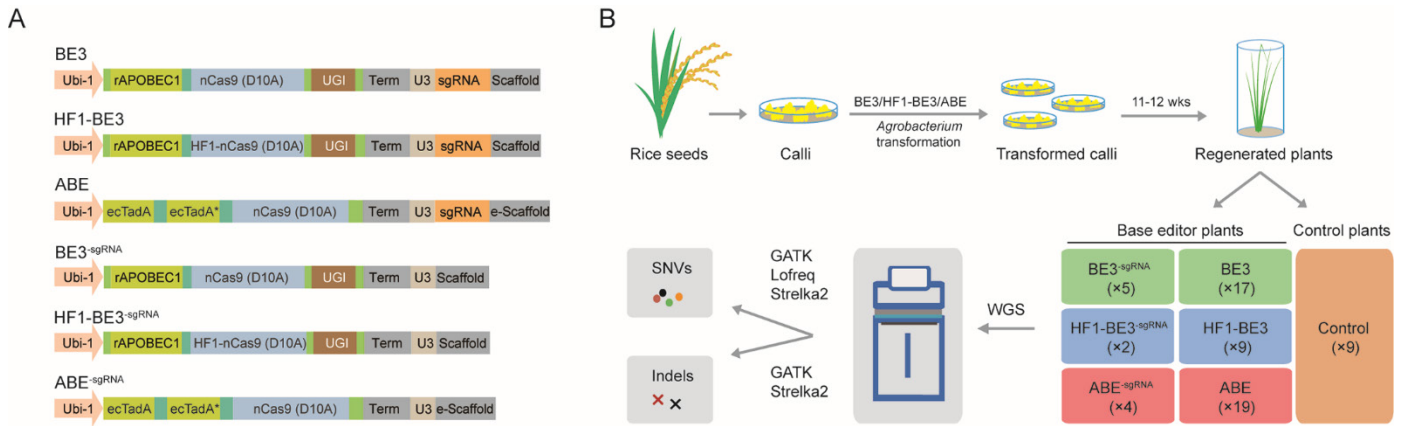 A
BE3
Ubi-1 rAPOBEC1 nCas9 (D10A) UGI Term U3 sgRNA Scaffold
HF1-BE3
Ubi-1 rAPOBEC1 HF1-nCas9 (D10A) UGI Term U3 sgRNA Scaffold
ABE
Ubi-1 ecTadA ecTadA* nCas9 (D10A) Term U3 sgRNA e-Scaffold
BE3-sgRNA
Ubi-1 rAPOBEC1 nCas9 (D10A) UGI Term U3 Scaffold
HF1-BE3-sgRNA
Ubi-1 rAPOBEC1 HF1-nCas9 (D10A) UGI Term U3 Scaffold
ABE-sgRNA
Ubi-1 ecTadA ecTadA* nCas9 (D10A) Term U3 e-Scaffold
B
Rice seeds
Calli
BE3/HF1-BE3/ABE
Agrobacterium
transformation
Transformed calli
11-12 wks
Regenerated plants
Base editor plants
Control plants
BE3-sgRNA
(×5)
BE3
(×17)
HF1-BE3-sgRNA
(×2)
HF1-BE3
(×9)
ABE-sgRNA
(×4)
ABE
(×19)
Control
(×9)
WGS
GATK
Lofreq
Strelka2
SNVs
GATK
Strelka2
Indels